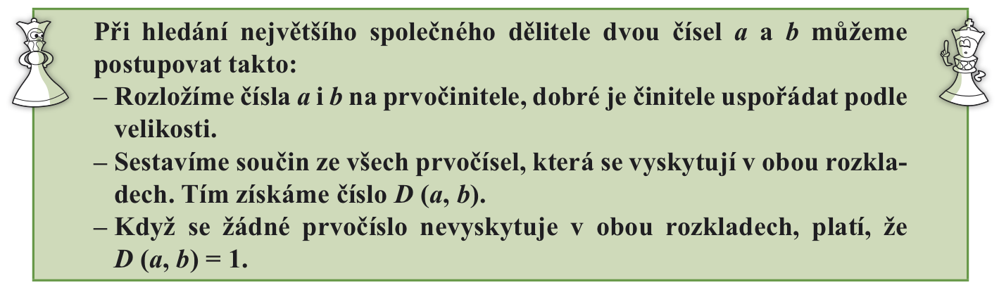 Při hledání největšího společného dělitele dvou čísel a a b můžeme
postupovat takto:
– Rozložíme čísla a i b na prvočinitele, dobré je činitele uspořádat podle
velikosti.
– Sestavíme součin ze všech prvočísel, která se vyskytují v obou rozkla-
dech. Tím získáme číslo D (a, b).
– Když se žádné prvočíslo nevyskytuje v obou rozkladech, platí, že
D (a, b) = 1.